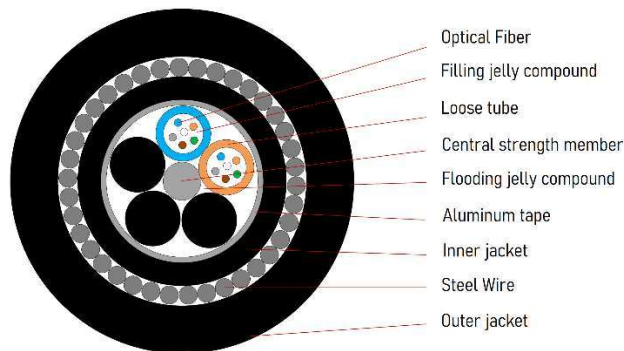 Optical Fiber
Filling jelly compound
Loose tube
Central strength member
Flooding jelly compound
Aluminum tape
Inner jacket
Steel Wire
Outer jacket